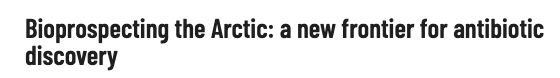 Bioprospecting the Arctic: a new frontier for antibiotic
discovery